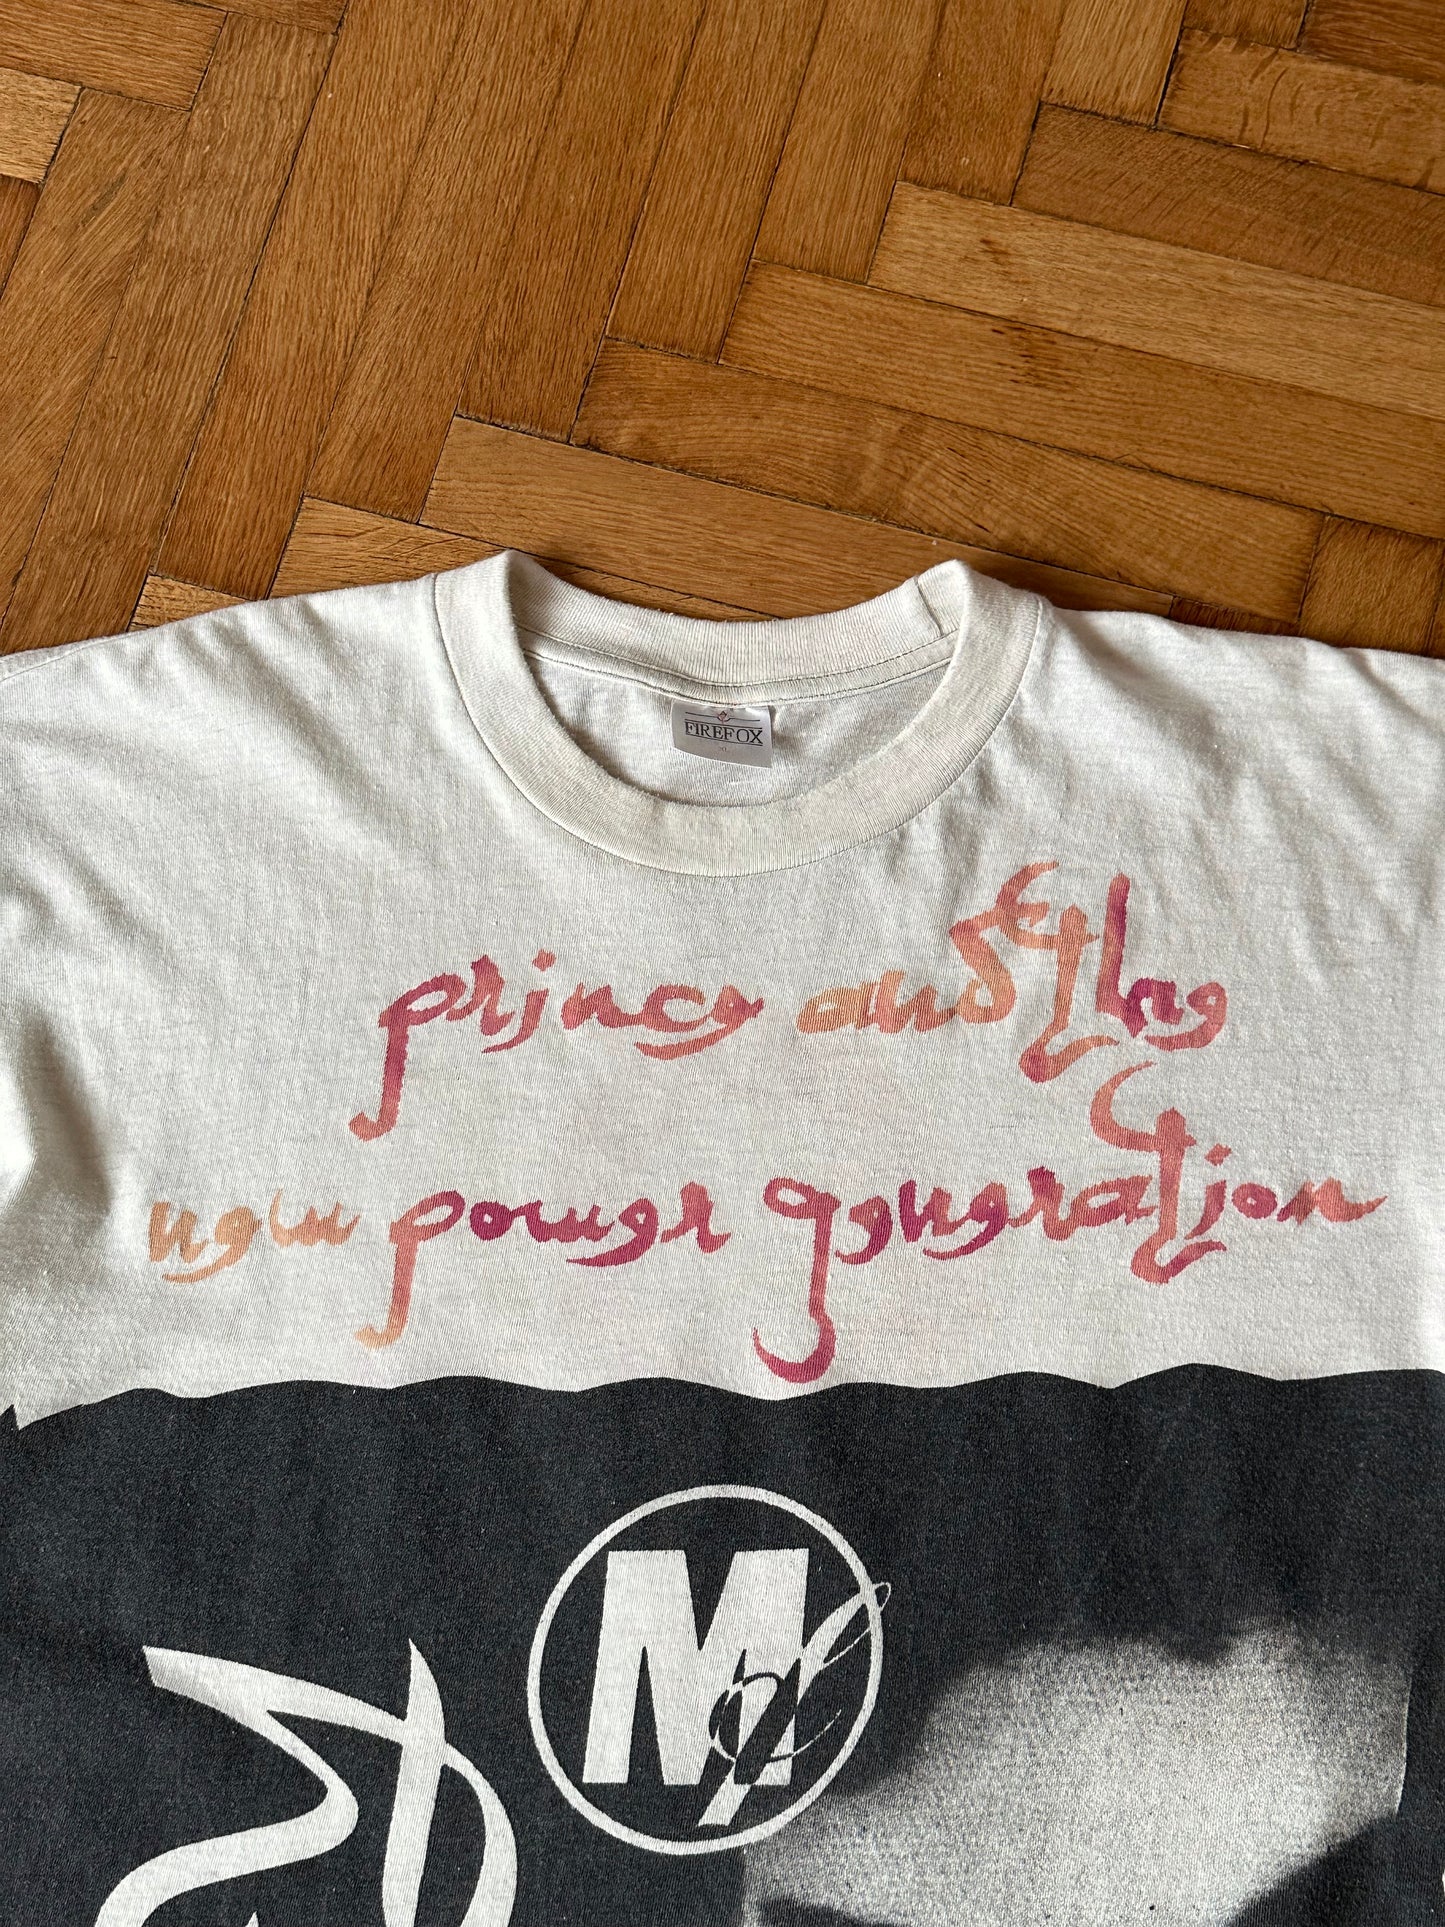 FIREFOX
prince and the
new power generation
M